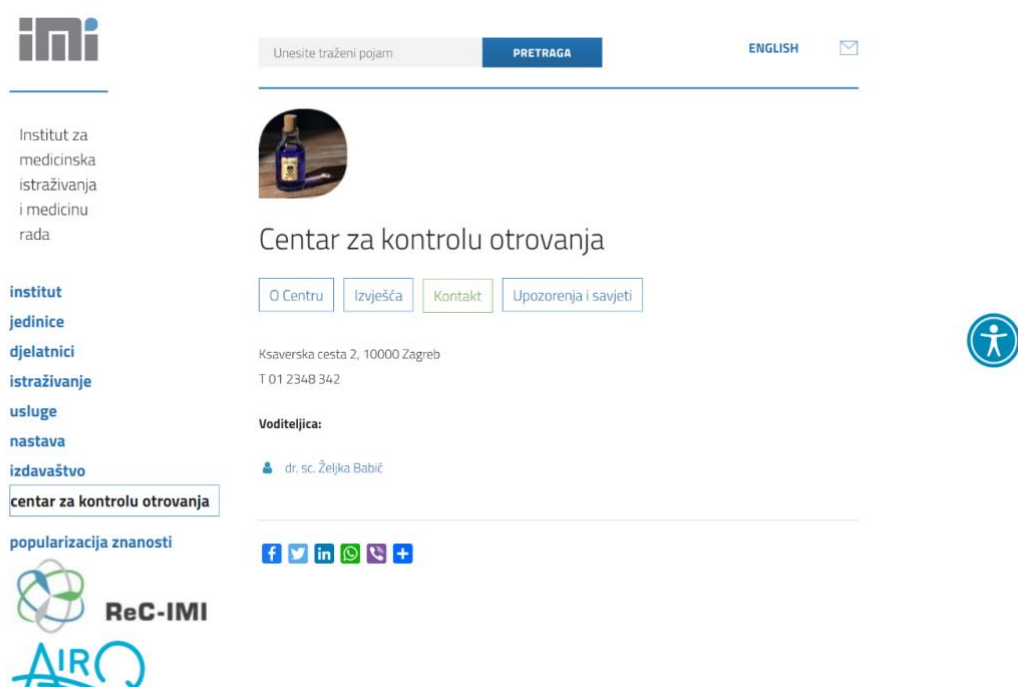 imi
Unesite traženi pojam
PRETRAGA
ENGLISH
Institut za
medicinska
istraživanja
i medicinu
rada
institut
jedinice
djelatnici
istraživanje
usluge
nastava
izdavaštvo
centar za kontrolu otrovanja
popularizacija znanosti
ReC-IMI
AIRQ
Centar za kontrolu otrovanja
O Centru
Izvješća
Kontakt
Upozorenja i savjeti
Ksaverska cesta 2, 10000 Zagreb
T 01 2348 342
Voditeljica:
dr. sc. Željka Babić